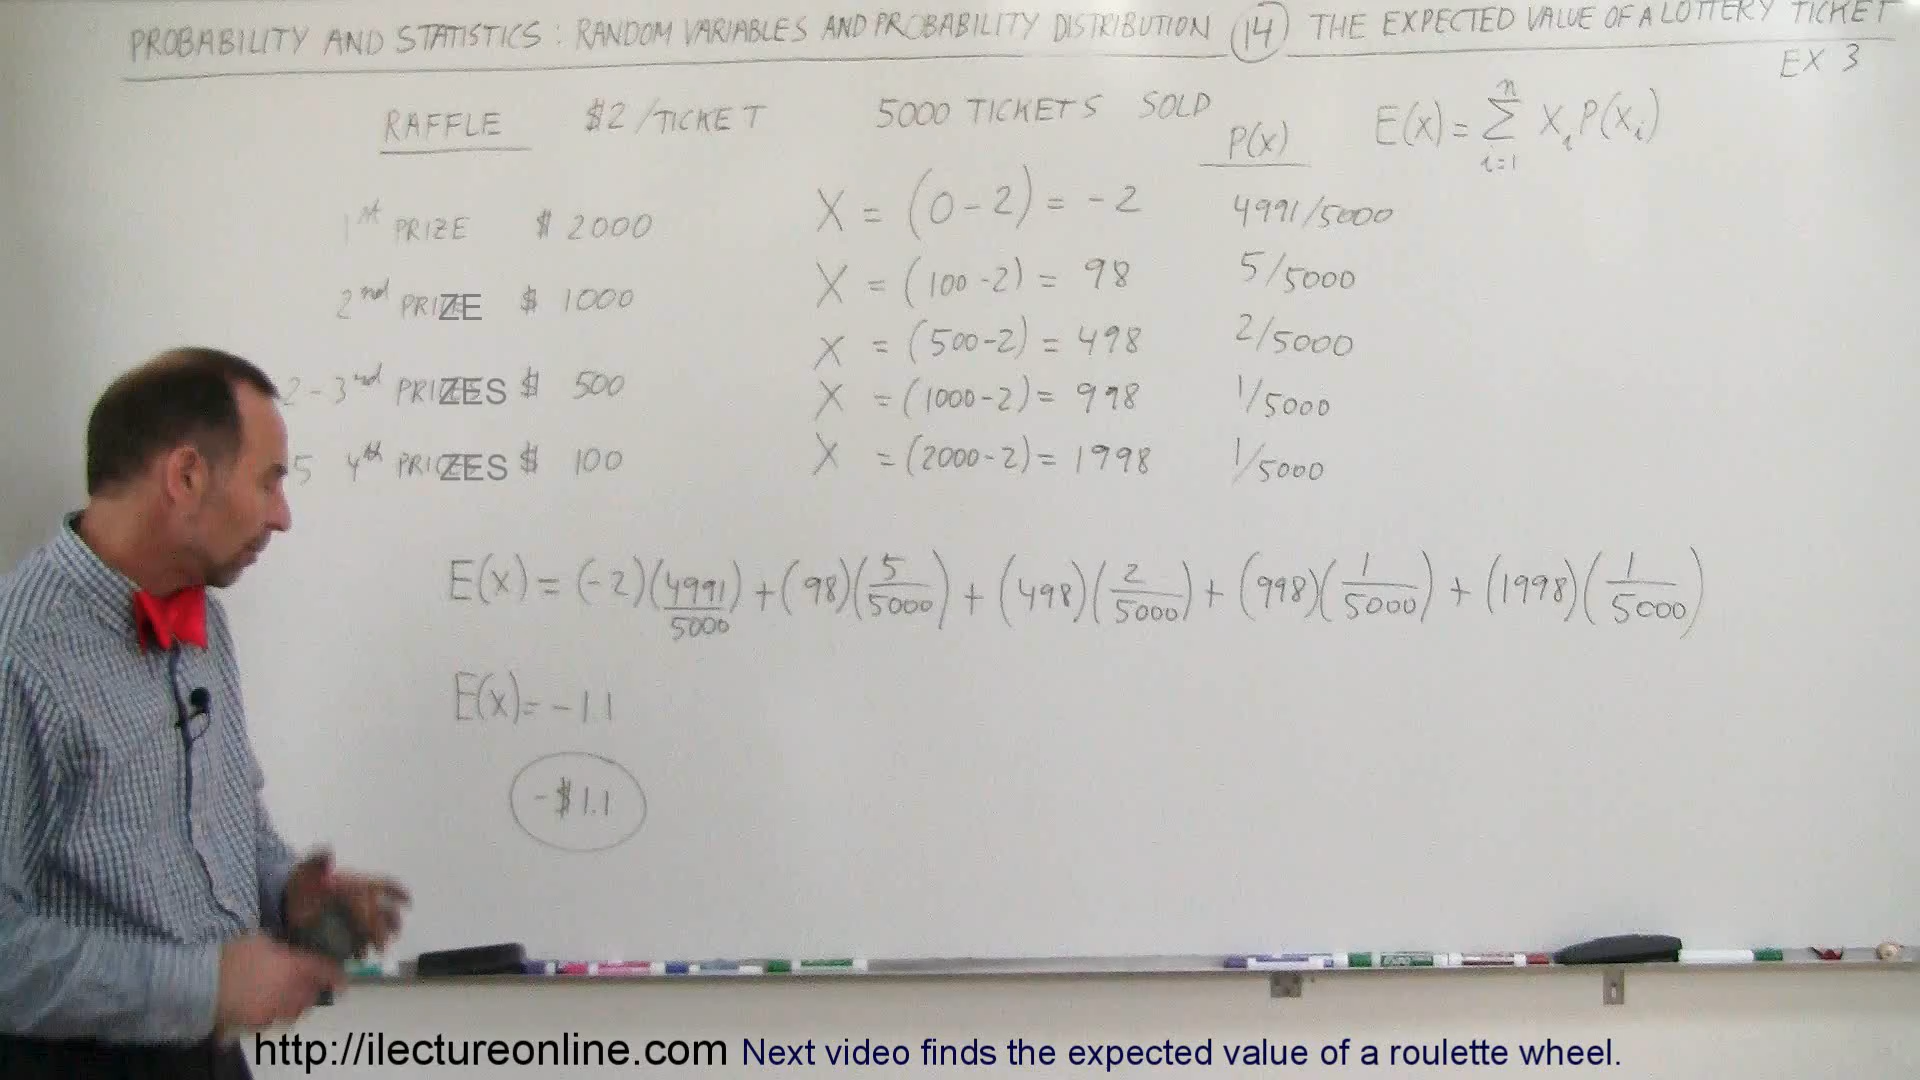 PROBABILITY AND STATISTICS: RANDOM VARIABLES AND PROBABILITY DISTRIBUTION 14 THE EXPECTED VALUE OF A LOTTERY TICKET
EX 3
RAFFLE $2/TICKET 5000 TICKETS SOLD
P(x)
E(x) = n Σ i=1 XiP(Xi)
1st PRIZE $ 2000
2nd PRIZE $ 1000
2-3nd PRIZES $ 500
5 4th PRIZES $ 100
X = (0-2) = -2 4991/5000
X = (100-2) = 98 5/5000
X = (500-2) = 498 2/5000
X = (1000-2) = 998 1/5000
X = (2000-2) = 1998 1/5000
E(x) = (-2)(4991/5000) + (98)(5/5000) + (498)(2/5000) + (998)(1/5000) + (1998)(1/5000)
E(x) = -1.1
-$1.1
http://ilectureonline.com Next video finds the expected value of a roulette wheel.